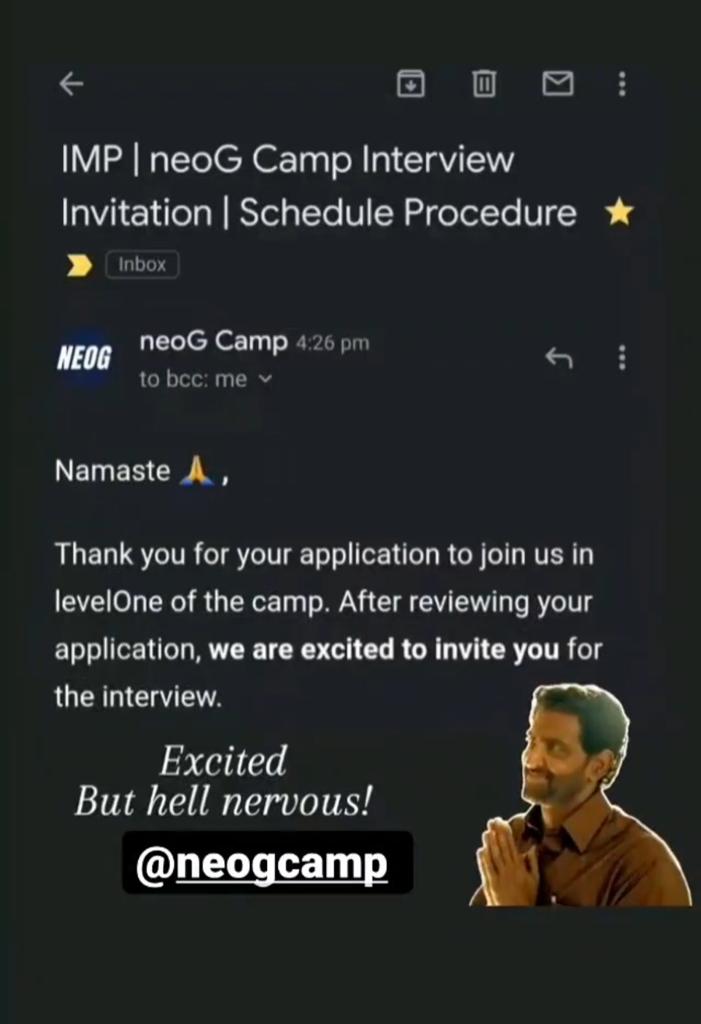 IMP | neoG Camp Interview
Invitation | Schedule Procedure
Inbox
NEOG
neoG Camp 4:26 pm
to bcc: me
Namaste 🙏 ,
Thank you for your application to join us in
levelOne of the camp. After reviewing your
application, we are excited to invite you for
the interview.
Excited
But hell nervous!
@neogcamp